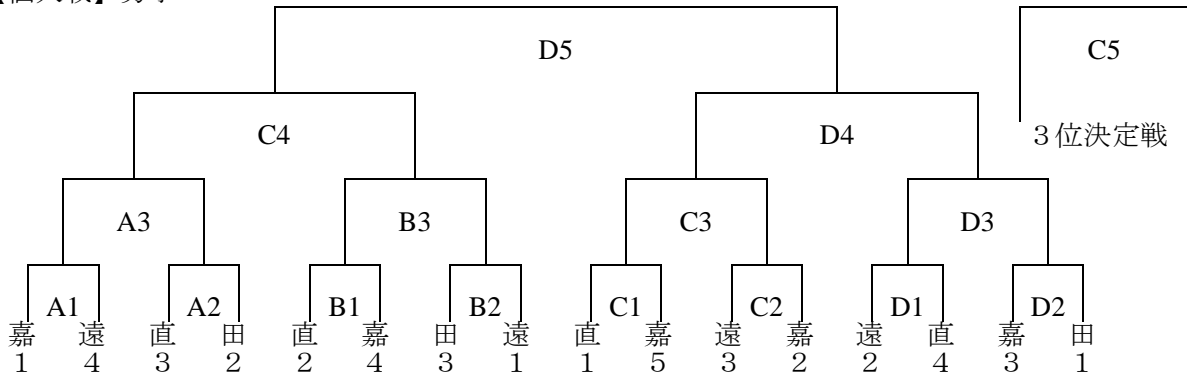 D5 C5
C4 D4 3位決定戦
A3 B3 C3 D3
A1 A2 B1 B2 C1 C2 D1 D2
嘉 遠 直 田 直 嘉 田 遠 直 嘉 遠 嘉 遠 直 嘉 田
1 4 3 2 2 4 3 1 1 5 3 2 2 4 3 1